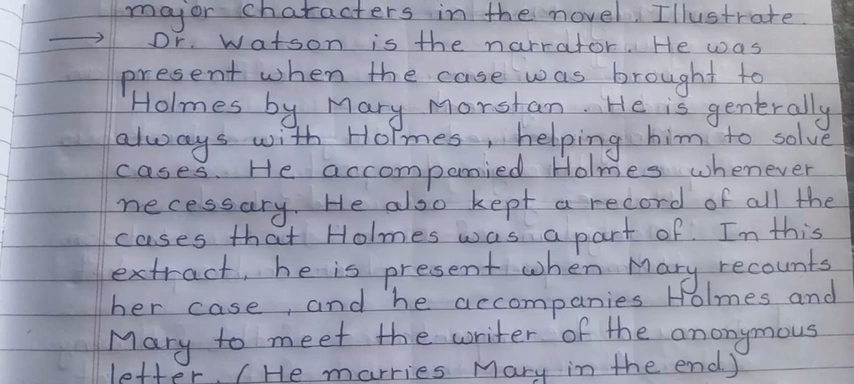 major characters in the novel. Illustrate.
→ Dr. Watson is the narrator. He was
present when the case was brought to
Holmes by Mary Morstan. He is generally
always with Holmes, helping him to solve
cases. He accompanied Holmes whenever
necessary. He also kept a record of all the
cases that Holmes was a part of. In this
extract, he is present when Mary recounts
her case, and he accompanies Holmes and
Mary to meet the writer of the anonymous
letter. (He marries Mary in the end)